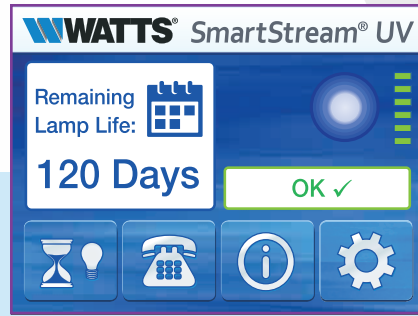 WATTS® SmartStream® UV
Remaining
Lamp Life:
120 Days
OK ✓